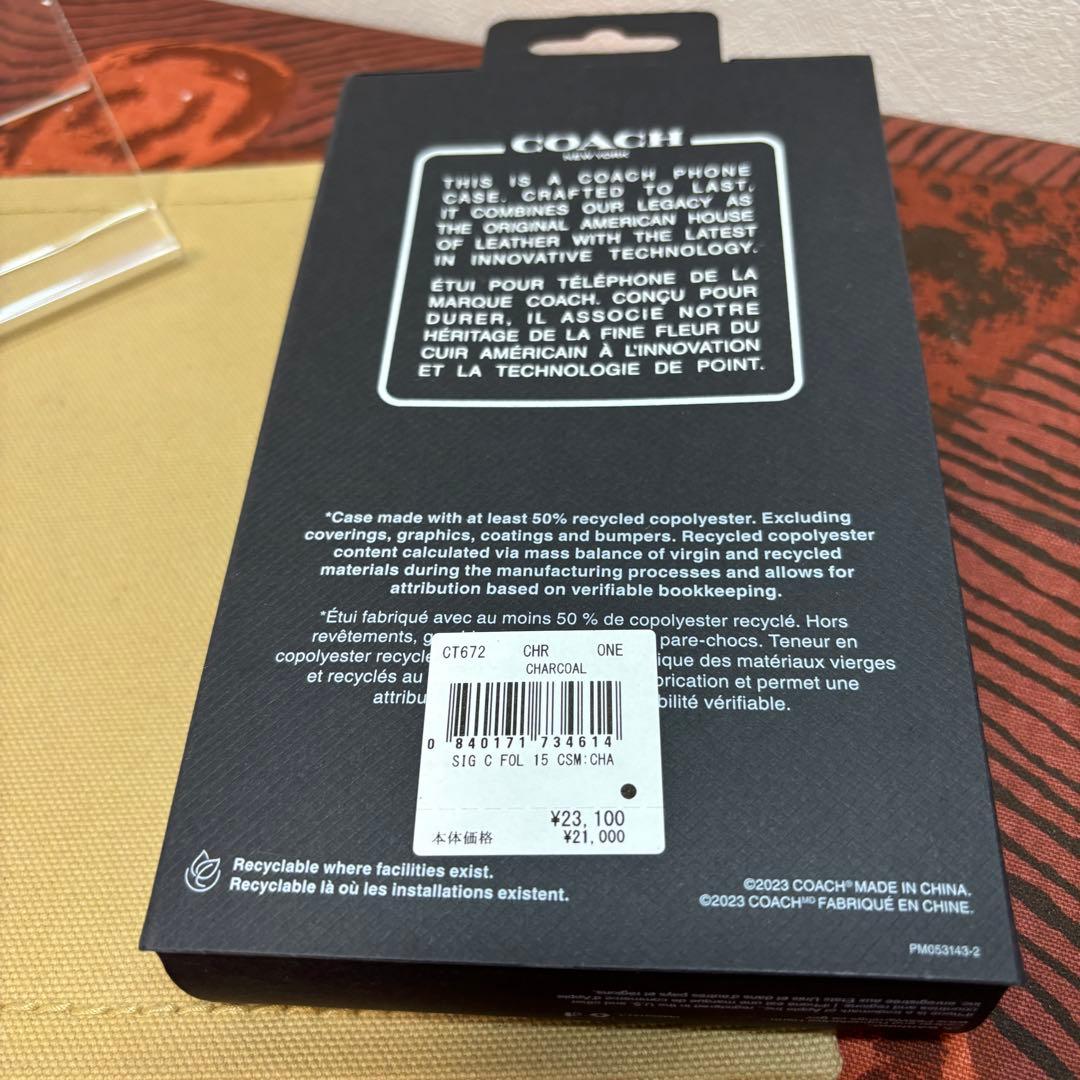 COACH
NEW YORK
THIS IS A COACH PHONE
CASE. CRAFTED TO LAST,
IT COMBINES OUR LEGACY AS
THE ORIGINAL AMERICAN HOUSE
OF LEATHER WITH THE LATEST
IN INNOVATIVE TECHNOLOGY.
ÉTUI POUR TÉLÉPHONE DE LA
MARQUE COACH. CONÇU POUR
DURER, IL ASSOCIE NOTRE
HÉRITAGE DE LA FINE FLEUR DU
CUIR AMÉRICAIN À L'INNOVATION
ET LA TECHNOLOGIE DE POINT.
*Case made with at least 50% recycled copolyester. Excluding
coverings, graphics, coatings and bumpers. Recycled copolyester
content calculated via mass balance of virgin and recycled
materials during the manufacturing processes and allows for
attribution based on verifiable bookkeeping.
*Étui fabriqué avec au moins 50 % de copolyester recyclé. Hors
revêtements, pare-chocs. Teneur en
copolyester recyclé ique des matériaux vierges
et recyclés au brication et permet une
attribu bilité vérifiable.
CT672 CHR ONE
CHARCOAL
0 840171 734614
SIG C FOL 15 CSM:CHA
¥23,100
本体価格 ¥21,000
Recyclable where facilities exist.
Recyclable là où les installations existent.
©2023 COACH® MADE IN CHINA.
©2023 COACHMD FABRIQUÉ EN CHINE.
PM053143-2